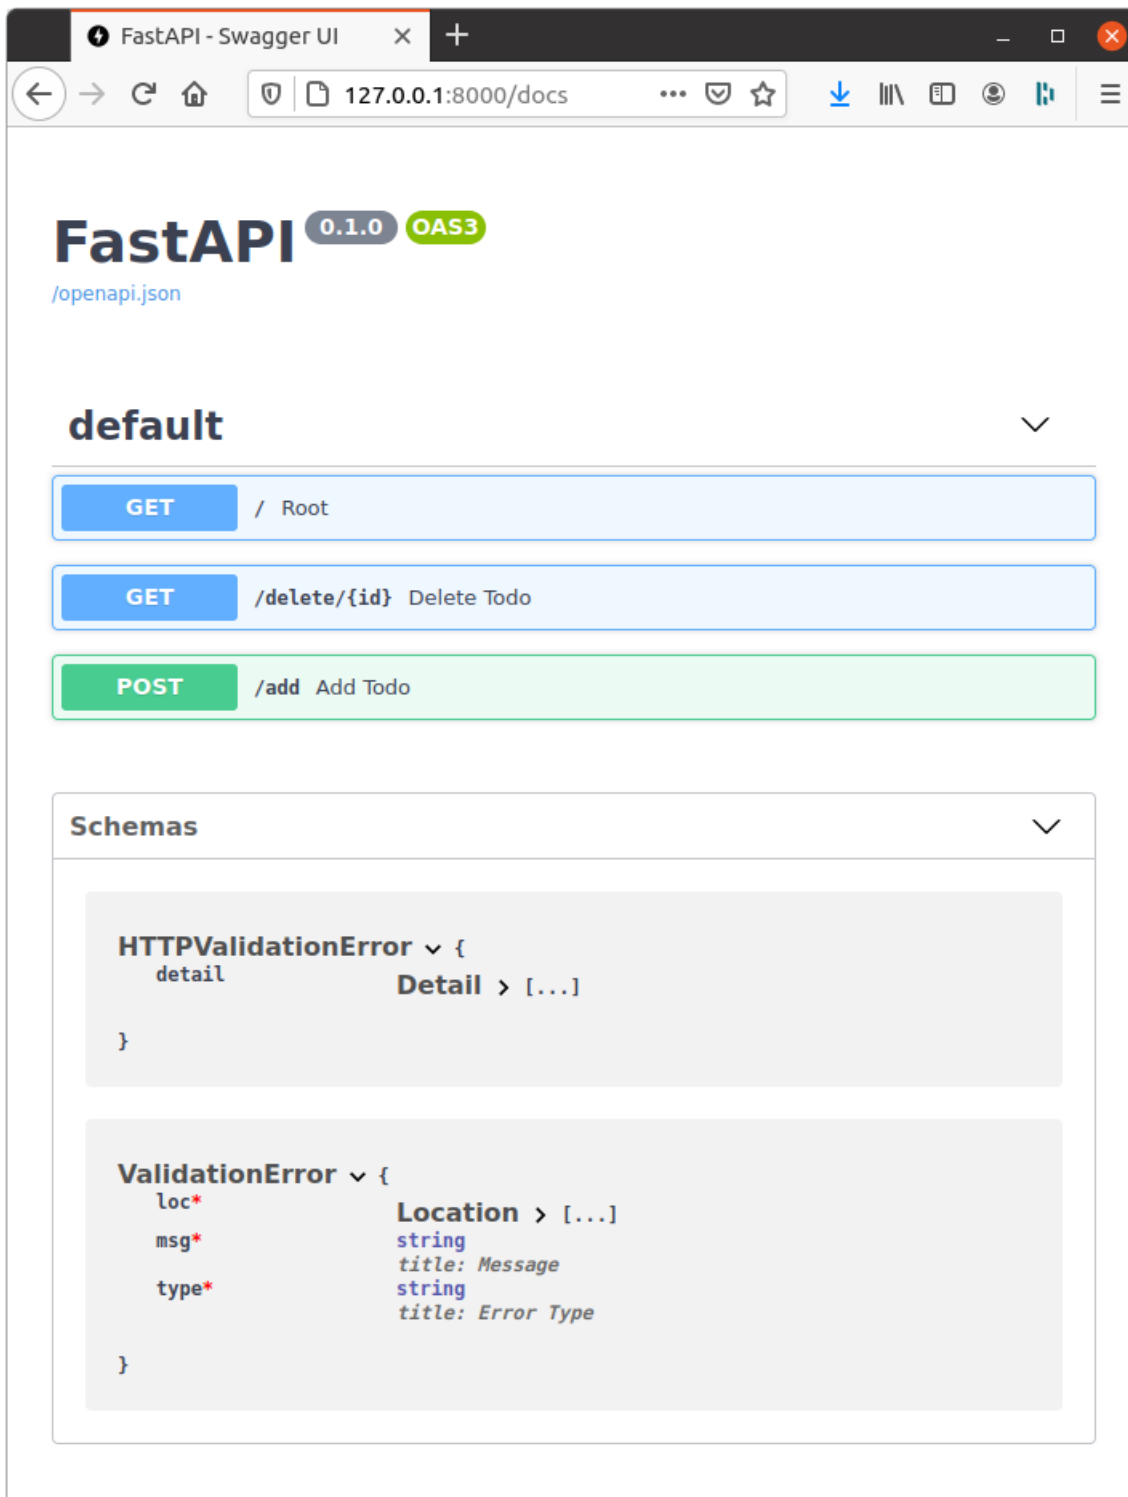 FastAPI - Swagger UI
127.0.0.1:8000/docs
FastAPI 0.1.0 OAS3
/openapi.json
default
GET / Root
GET /delete/{id} Delete Todo
POST /add Add Todo
Schemas
HTTPValidationError {
detail Detail > [...]
}
ValidationError {
loc* Location > [...]
msg* string
title: Message
type* string
title: Error Type
}